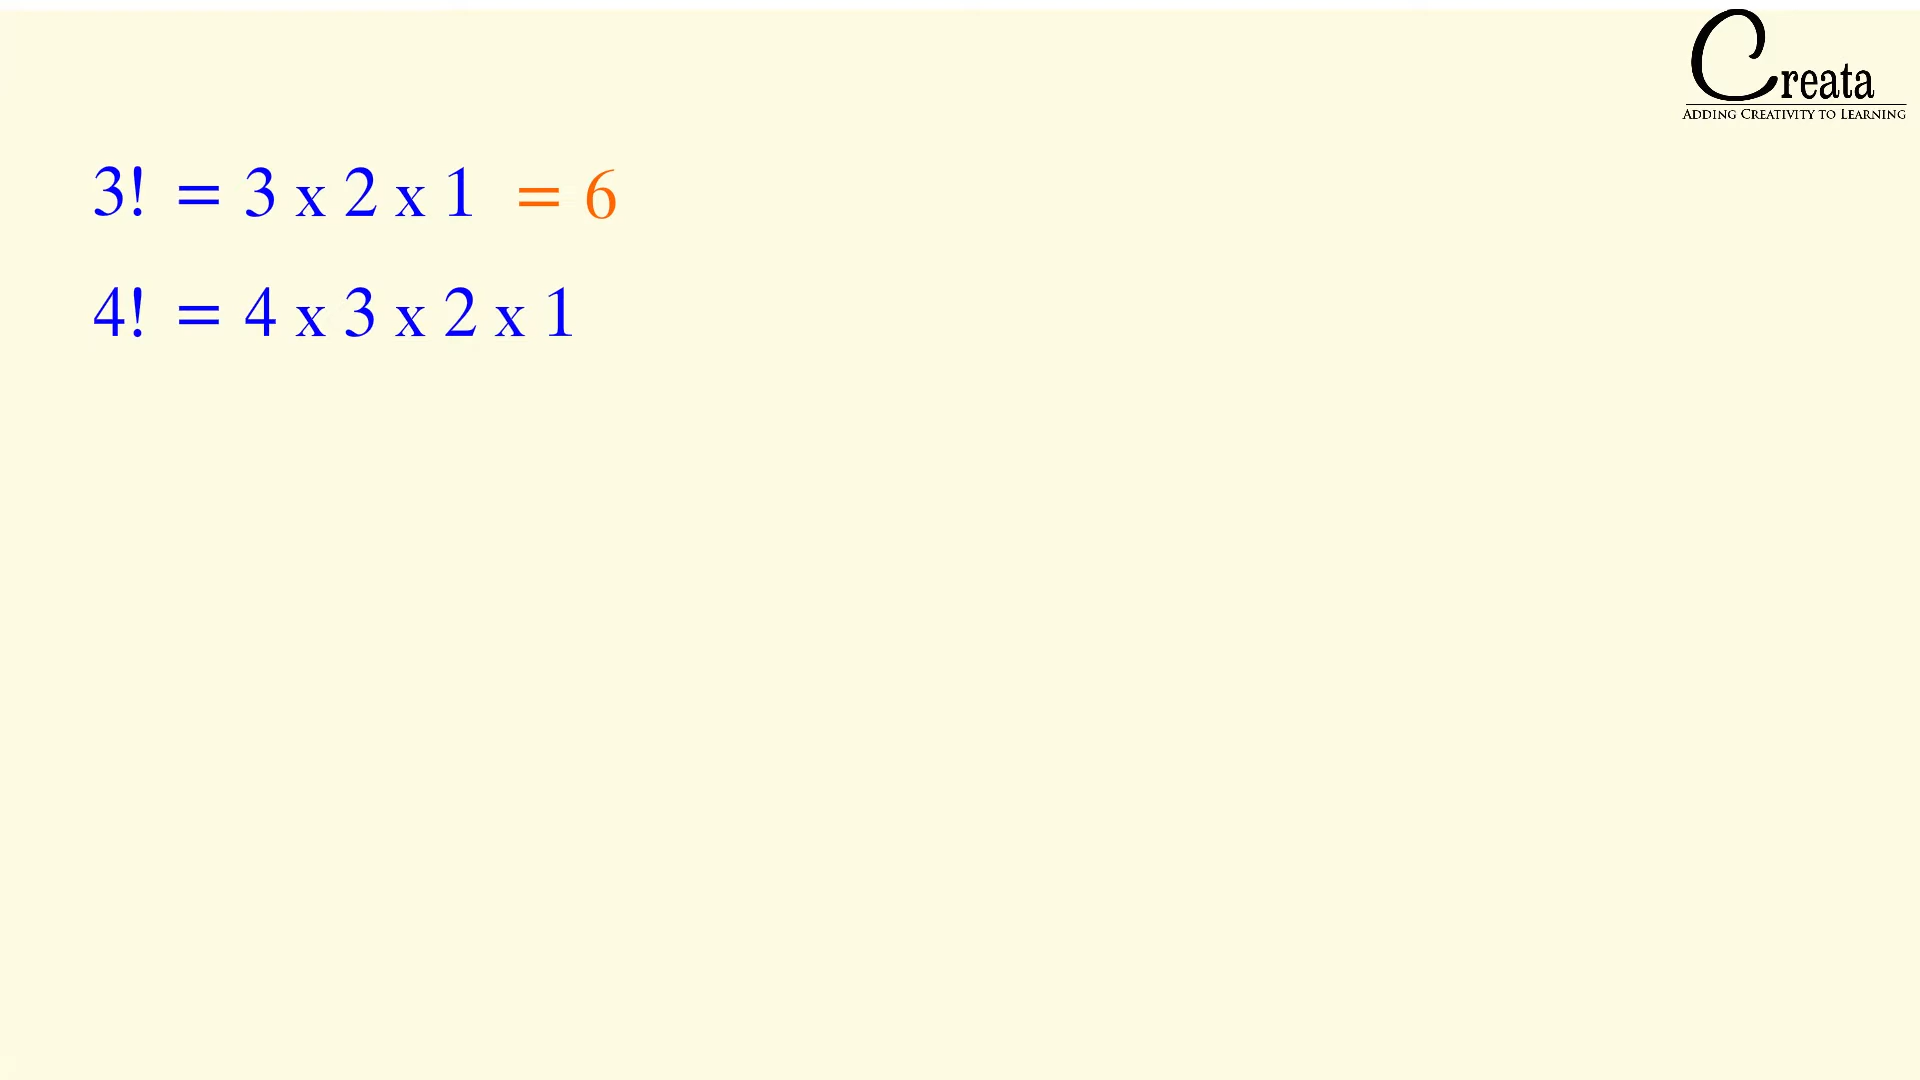 Creata
ADDING CREATIVITY TO LEARNING
3! = 3 x 2 x 1 = 6
4! = 4 x 3 x 2 x 1